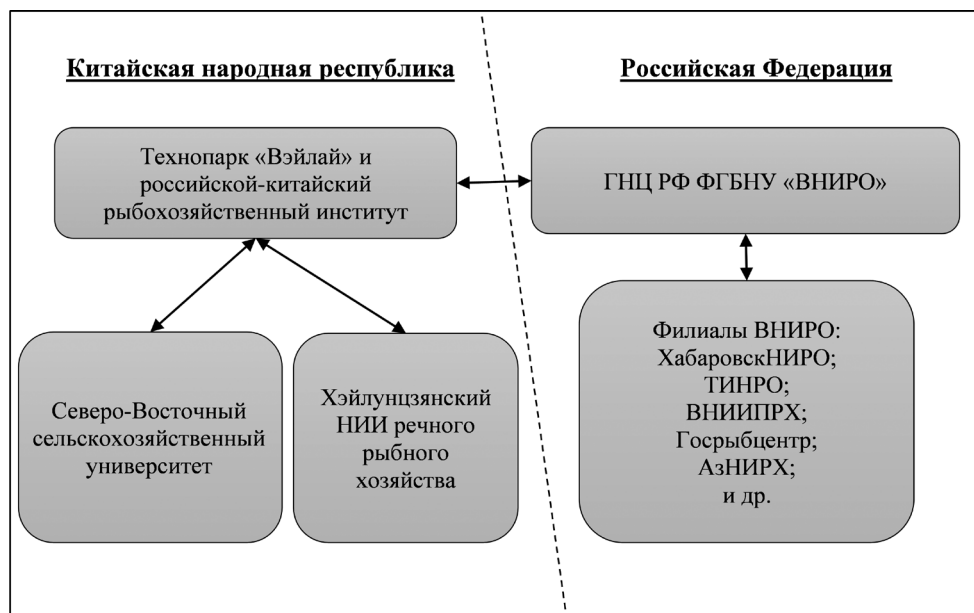 Китайская народная республика
Российская Федерация
Технопарк «Вэйлай» и
российской-китайский
рыбохозяйственный институт
ГНЦ РФ ФГБНУ «ВНИРО»
Северо-Восточный
сельскохозяйственный
университет
Хэйлунцзянский
НИИ речного
рыбного
хозяйства
Филиалы ВНИРО:
ХабаровскНИРО;
ТИНРО;
ВНИИПРХ;
Госрыбцентр;
АзНИРХ;
и др.